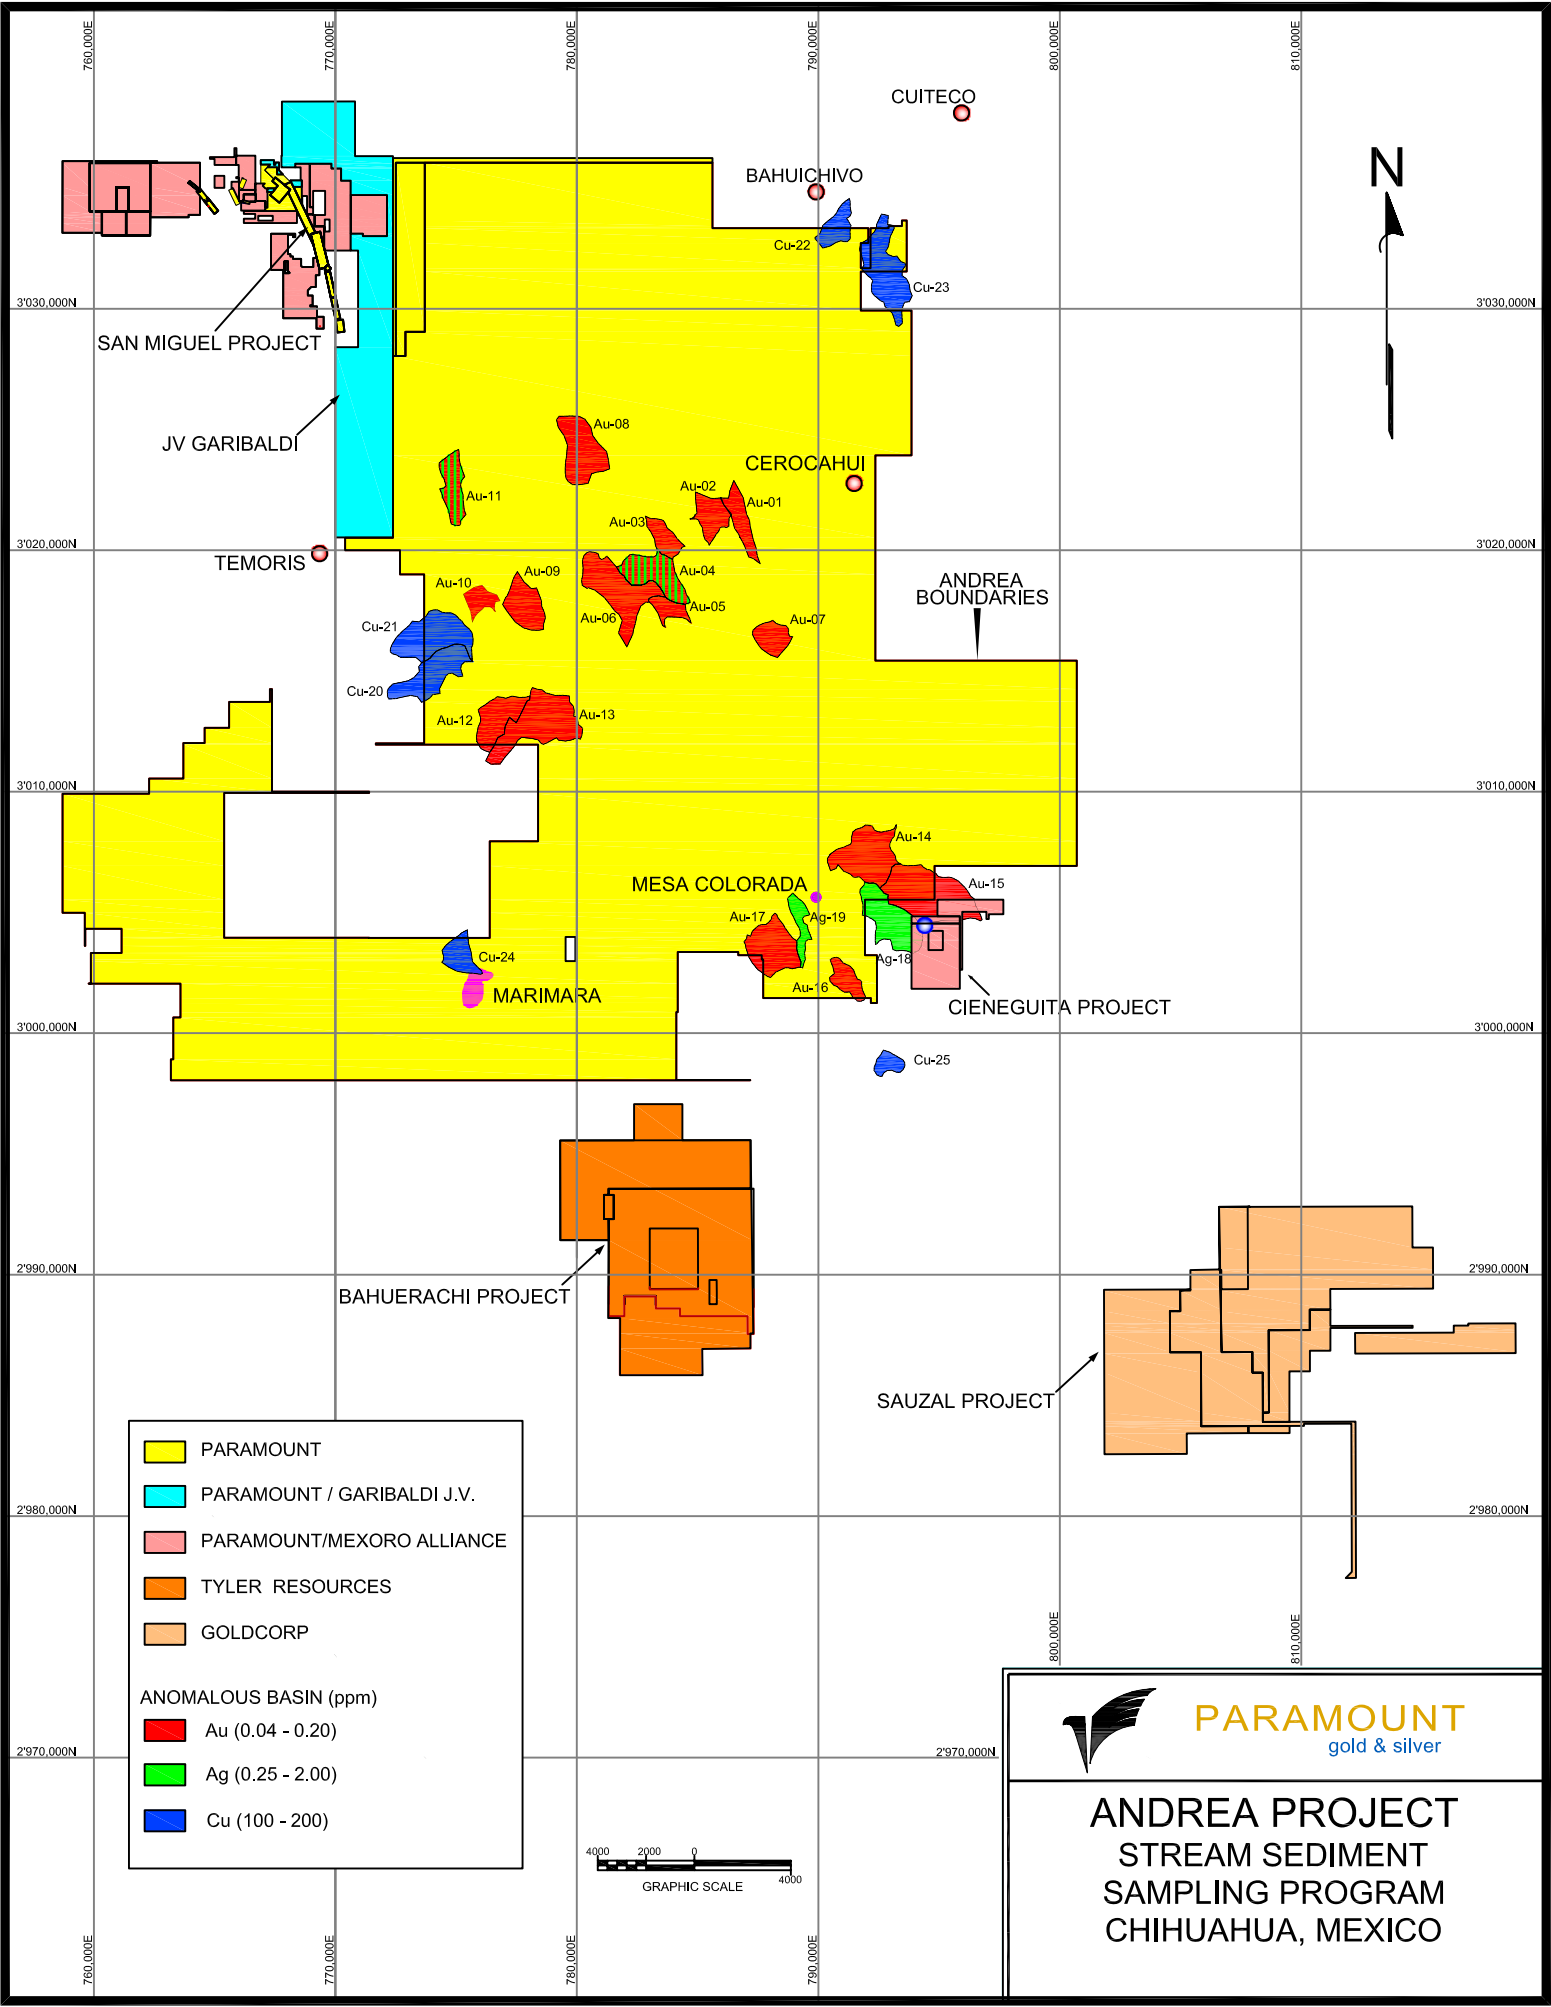 760,000E
770,000E
780,000E
790,000E
800,000E
810,000E
CUITECO
N
BAHUICHIVO
Cu-22
Cu-23
3'030,000N
3'030,000N
SAN MIGUEL PROJECT
JV GARIBALDI
Au-08
CEROCAHUI
Au-11
Au-02
Au-01
Au-03
3'020,000N
3'020,000N
TEMORIS
Au-10
Au-09
Au-04
ANDREA
BOUNDARIES
Au-05
Au-06
Au-07
Cu-21
Cu-20
Au-12
Au-13
3'010,000N
3'010,000N
Au-14
MESA COLORADA
Au-15
Au-17
Ag-19
Cu-24
Ag-18
Au-16
MARIMARA
CIENEGUITA PROJECT
3'000,000N
3'000,000N
Cu-25
2'990,000N
2'990,000N
BAHUERACHI PROJECT
SAUZAL PROJECT
PARAMOUNT
PARAMOUNT / GARIBALDI J.V.
2'980,000N
2'980,000N
PARAMOUNT/MEXORO ALLIANCE
TYLER RESOURCES
GOLDCORP
800,000E
810,000E
ANOMALOUS BASIN (ppm)
Au (0.04 - 0.20)
2'970,000N
2'970,000N
Ag (0.25 - 2.00)
Cu (100 - 200)
PARAMOUNT
gold & silver
ANDREA PROJECT
STREAM SEDIMENT
SAMPLING PROGRAM
CHIHUAHUA, MEXICO
4000 2000 0
4000
GRAPHIC SCALE
760,000E
770,000E
780,000E
790,000E